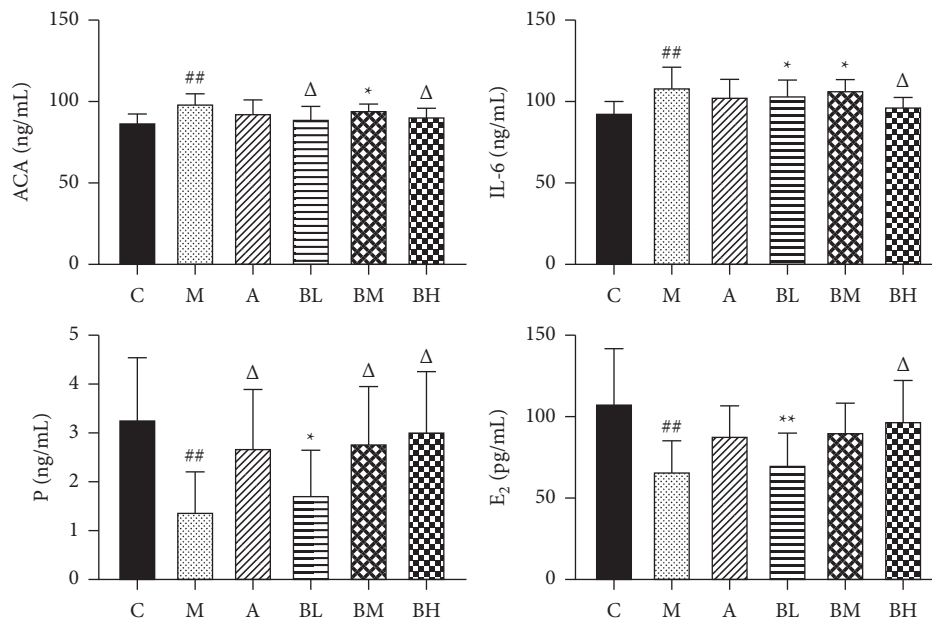 150
100
50
0
ACA (ng/mL)
##
Δ
*
Δ
C M A BL BM BH
150
100
50
0
IL-6 (ng/mL)
##
*
*
Δ
C M A BL BM BH
5
4
3
2
1
0
P (ng/mL)
##
Δ
*
Δ
Δ
C M A BL BM BH
150
100
50
0
E₂ (pg/mL)
##
**
Δ
C M A BL BM BH